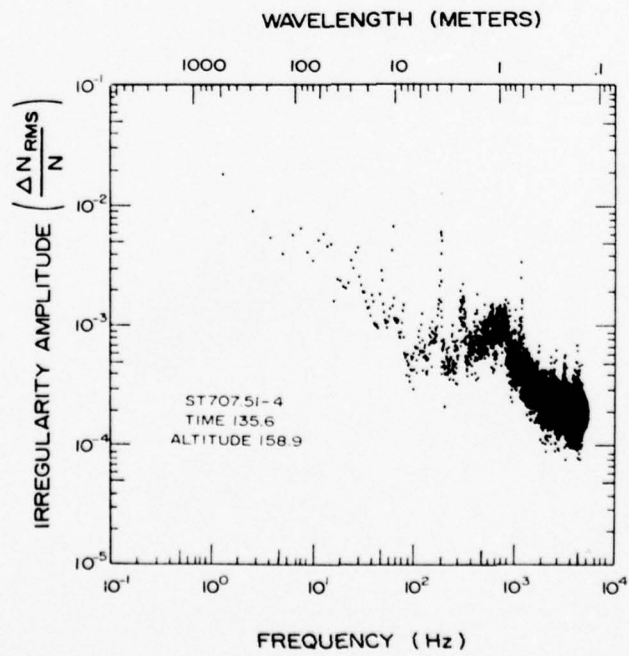 WAVELENGTH (METERS)
1000 100 10 1 .1
10-1
10-2
10-3
10-4
10-5
IRREGULARITY AMPLITUDE (ΔN RMS / N)
ST707.51-4
TIME 135.6
ALTITUDE 158.9
10-1 100 101 102 103 104
FREQUENCY (Hz)